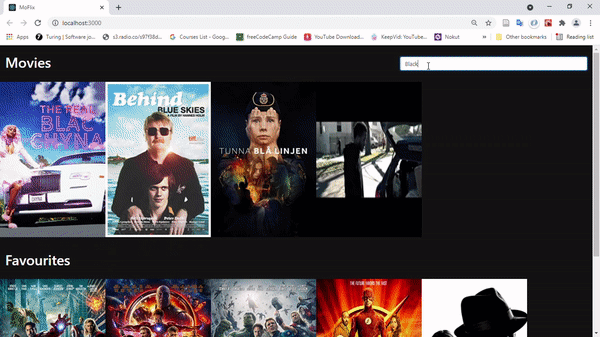 MolFlix
localhost:3000
Apps
Turing | Software jo...
s3.radio.co/s97f38d...
Courses List - Googl...
freeCodeCamp Guide
YouTube Download...
KeepVid: YouTube...
Nokut
Other bookmarks
Reading list
Movies
Black
THE REAL
BLAC
CHYNA
Behind
BLUE SKIES
A FILM BY HANNES HOLM
TUNNA BLÅ LINJEN
Favourites